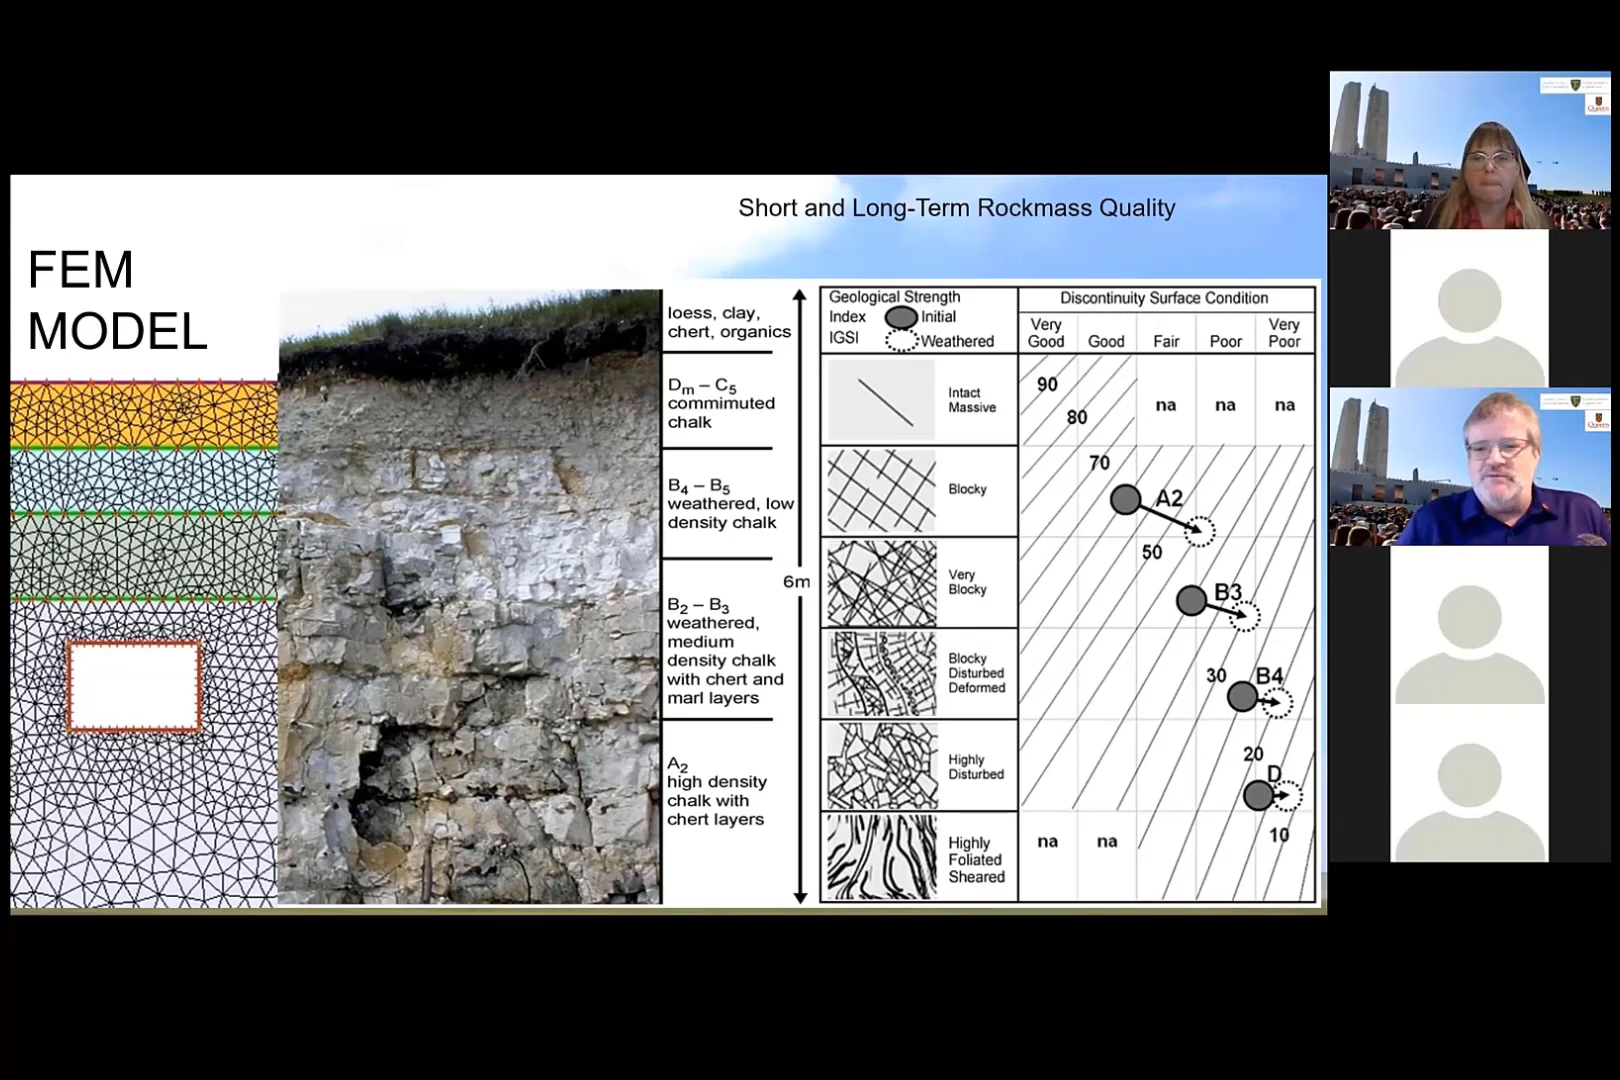 Short and Long-Term Rockmass Quality
FEM
MODEL
loess, clay,
chert, organics
Dm – C5
commimuted
chalk
B4 – B5
weathered, low
density chalk
B2 – B3
weathered,
medium
density chalk
with chert and
marl layers
A2
high density
chalk with
chert layers
6m
Geological Strength
Index Initial
IGSI Weathered
Discontinuity Surface Condition
Very
Good
Good
Fair
Poor
Very
Poor
Intact
Massive
90
80
na
na
na
Blocky
70
A2
50
Very
Blocky
B3
Blocky
Disturbed
Deformed
30
B4
Highly
Disturbed
20
D
Highly
Foliated
Sheared
na
na
10
Queen's
Queen's